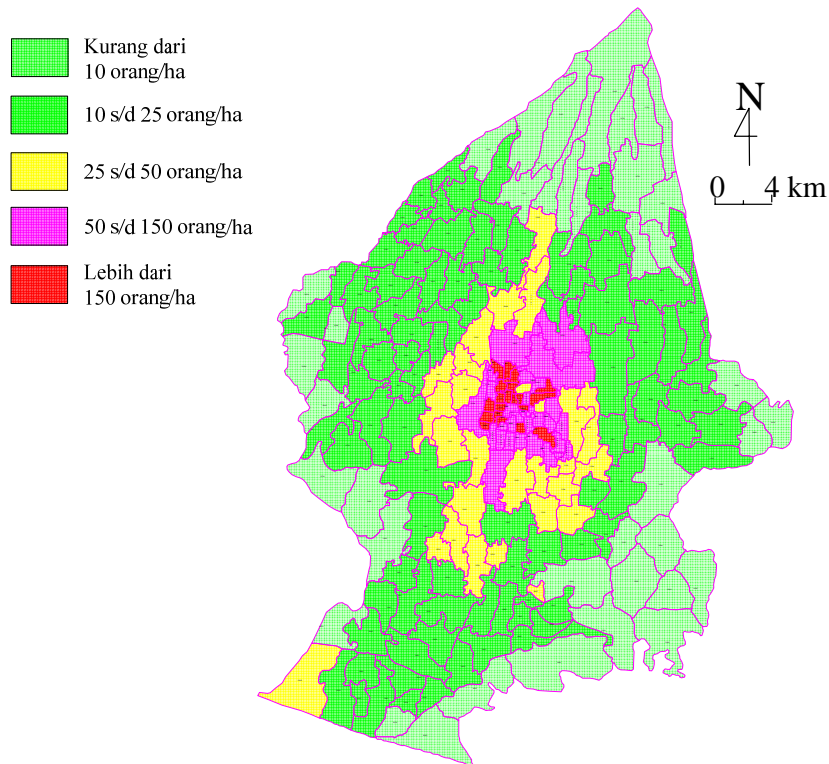 Kurang dari
10 orang/ha
10 s/d 25 orang/ha
25 s/d 50 orang/ha
50 s/d 150 orang/ha
Lebih dari
150 orang/ha
N
0 4 km